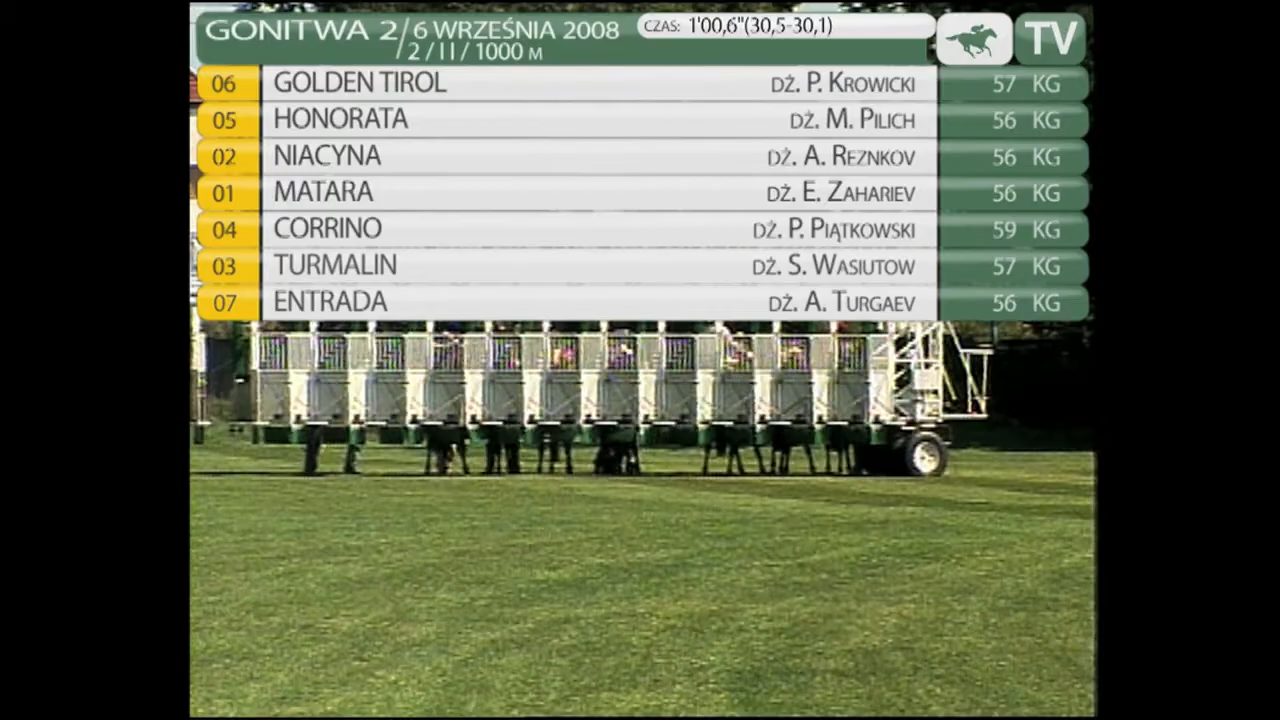 GONITWA 2/6 WRZEŚNIA 2008 CZAS: 1'00,6"(30,5-30,1) TV
/2/II/1000 M
06 GOLDEN TIROL DŻ. P. KROWICKI 57 KG
05 HONORATA DŻ. M. PILICH 56 KG
02 NIACYNA DŻ. A. REZNKOV 56 KG
01 MATARA DŻ. E. ZAHARIEV 56 KG
04 CORRINO DŻ. P. PIĄTKOWSKI 59 KG
03 TURMALIN DŻ. S. WASIUTOW 57 KG
07 ENTRADA DŻ. A. TURGAEV 56 KG